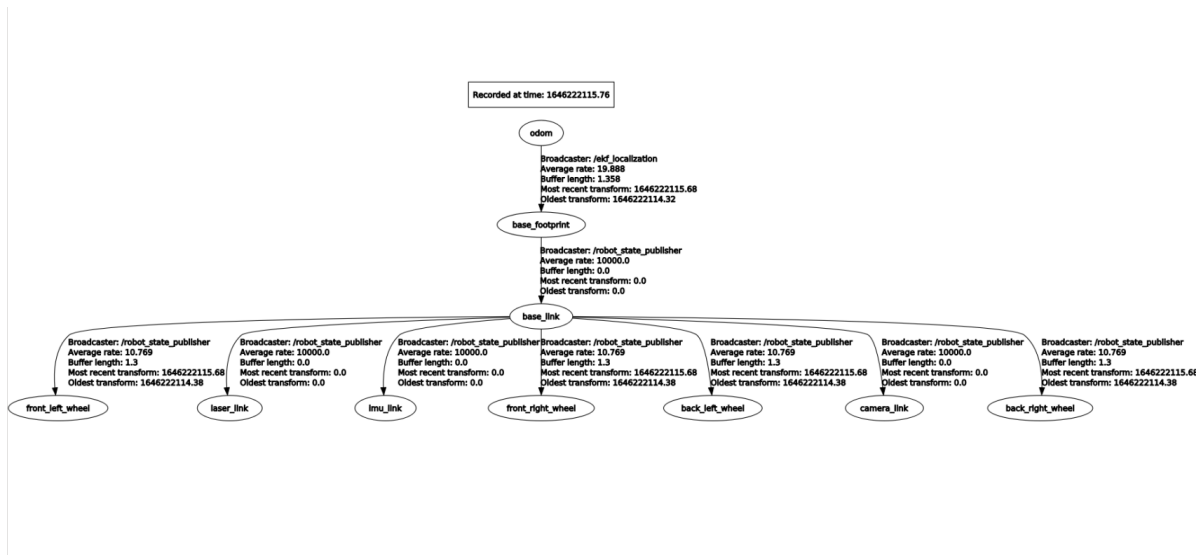 Recorded at time: 1646222115.76
odom
Broadcaster: /ekf_localization
Average rate: 19.888
Buffer length: 1.358
Most recent transform: 1646222115.68
Oldest transform: 1646222114.32
base_footprint
Broadcaster: /robot_state_publisher
Average rate: 10000.0
Buffer length: 0.0
Most recent transform: 0.0
Oldest transform: 0.0
base_link
Broadcaster: /robot_state_publisher
Average rate: 10.769
Buffer length: 1.3
Most recent transform: 1646222115.68
Oldest transform: 1646222114.38
Broadcaster: /robot_state_publisher
Average rate: 10000.0
Buffer length: 0.0
Most recent transform: 0.0
Oldest transform: 0.0
Broadcaster: /robot_state_publisher
Average rate: 10000.0
Buffer length: 0.0
Most recent transform: 0.0
Oldest transform: 0.0
Broadcaster: /robot_state_publisher
Average rate: 10.769
Buffer length: 1.3
Most recent transform: 1646222115.68
Oldest transform: 1646222114.38
Broadcaster: /robot_state_publisher
Average rate: 10.769
Buffer length: 1.3
Most recent transform: 1646222115.68
Oldest transform: 1646222114.38
Broadcaster: /robot_state_publisher
Average rate: 10000.0
Buffer length: 0.0
Most recent transform: 0.0
Oldest transform: 0.0
Broadcaster: /robot_state_publisher
Average rate: 10.769
Buffer length: 1.3
Most recent transform: 1646222115.68
Oldest transform: 1646222114.38
front_left_wheel
laser_link
imu_link
front_right_wheel
back_left_wheel
camera_link
back_right_wheel